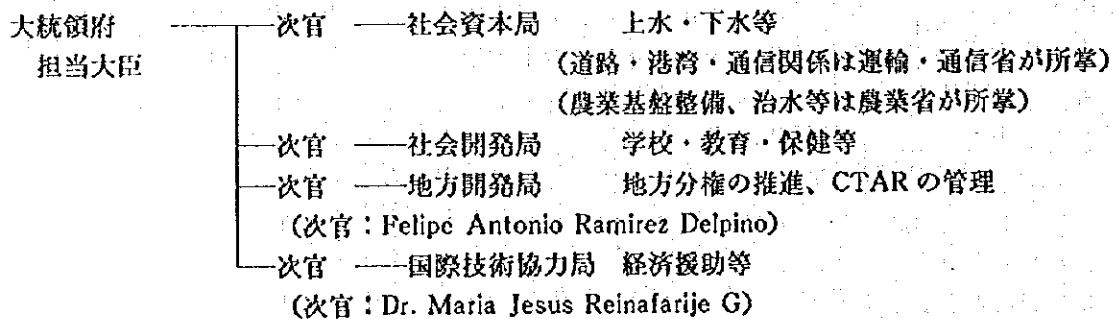 大統領府 次官 社会資本局 上水・下水等
担当大臣
(道路・港湾・通信関係は運輸・通信省が所掌)
(農業基盤整備、治水等は農業省が所掌)
次官 社会開発局 学校・教育・保健等
次官 地方開発局 地方分権の推進、CTARの管理
(次官：Felipe Antonio Ramirez Delpino)
次官 国際技術協力局 経済援助等
(次官：Dr. Maria Jesus Reinafarije G)